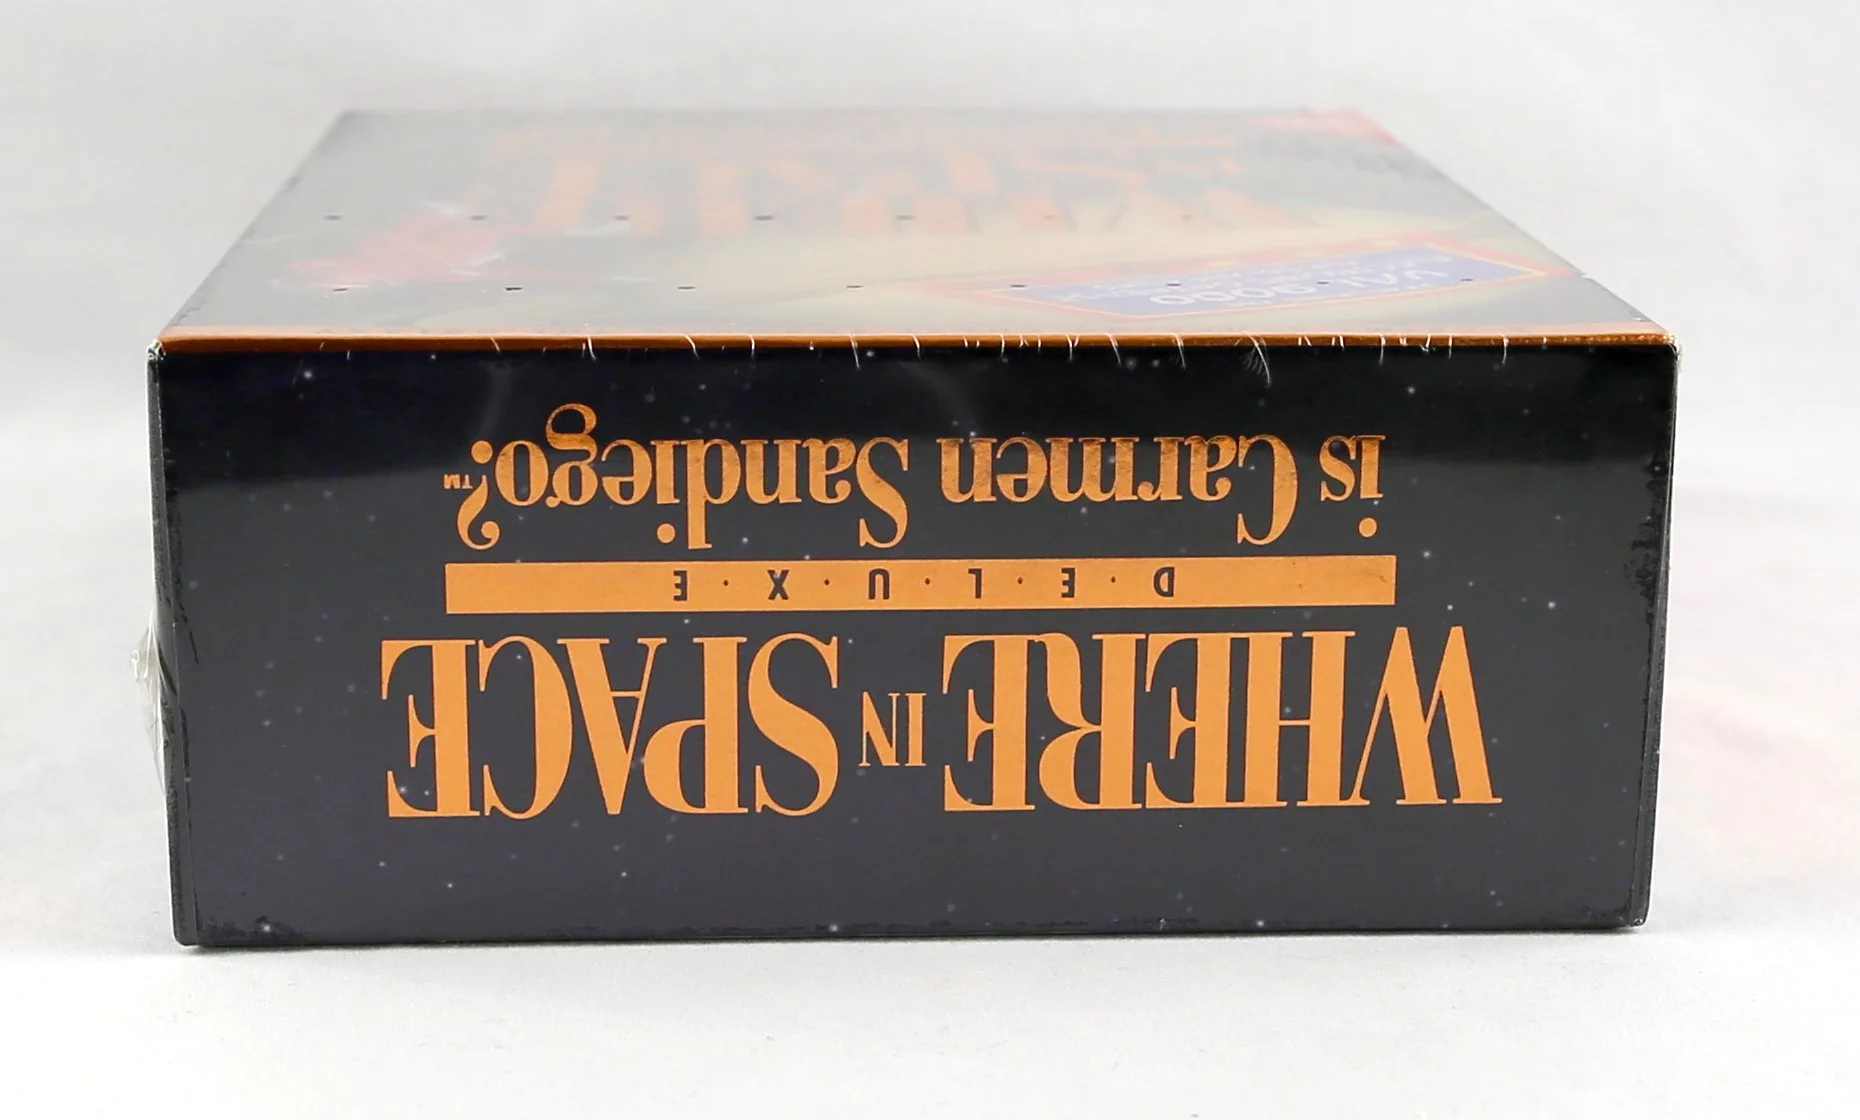 WHERE IN SPACE
D·E·L·U·X·E
is Carmen Sandiego?™